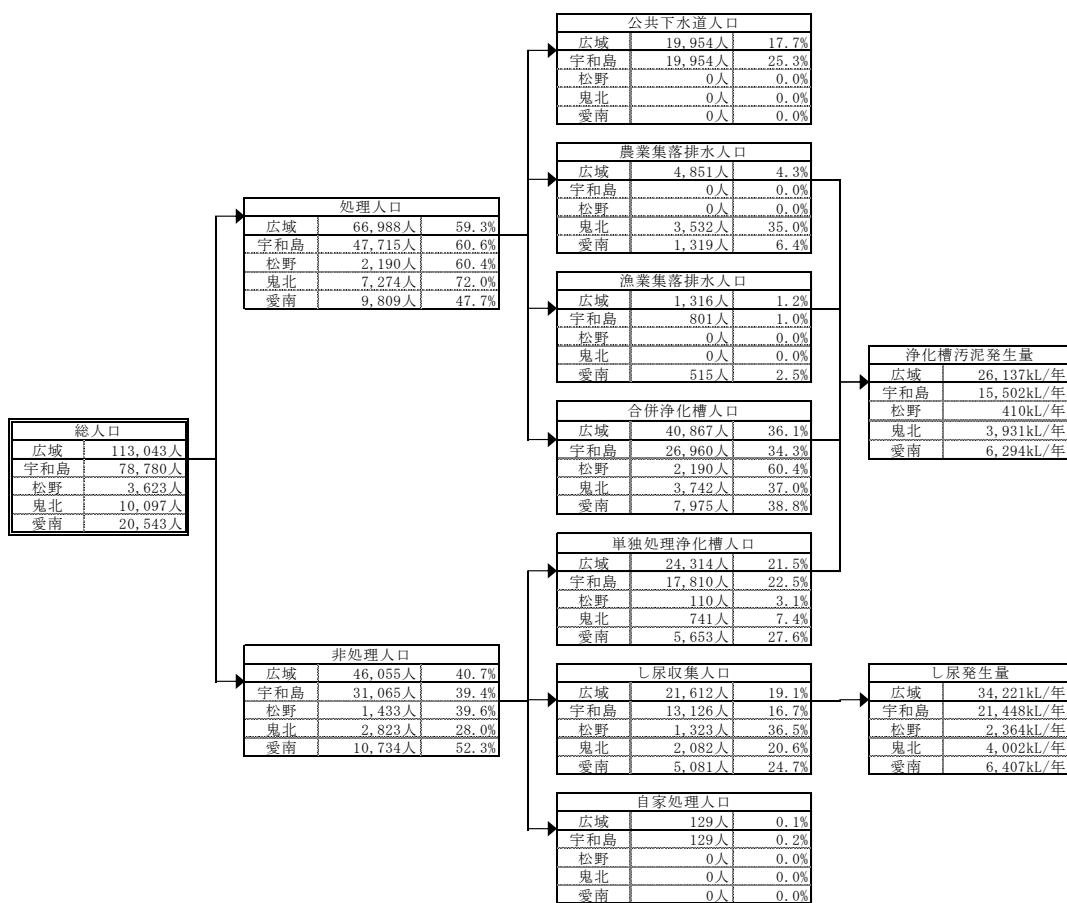 総人口
広域 113,043人
宇和島 78,780人
松野 3,623人
鬼北 10,097人
愛南 20,543人
処理人口
広域 66,988人 59.3%
宇和島 47,715人 60.6%
松野 2,190人 60.4%
鬼北 7,274人 72.0%
愛南 9,809人 47.7%
非処理人口
広域 46,055人 40.7%
宇和島 31,065人 39.4%
松野 1,433人 39.6%
鬼北 2,823人 28.0%
愛南 10,734人 52.3%
公共下水道人口
広域 19,954人 17.7%
宇和島 19,954人 25.3%
松野 0人 0.0%
鬼北 0人 0.0%
愛南 0人 0.0%
農業集落排水人口
広域 4,851人 4.3%
宇和島 0人 0.0%
松野 0人 0.0%
鬼北 3,532人 35.0%
愛南 1,319人 6.4%
漁業集落排水人口
広域 1,316人 1.2%
宇和島 801人 1.0%
松野 0人 0.0%
鬼北 0人 0.0%
愛南 515人 2.5%
合併浄化槽人口
広域 40,867人 36.1%
宇和島 26,960人 34.3%
松野 2,190人 60.4%
鬼北 3,742人 37.0%
愛南 7,975人 38.8%
単独処理浄化槽人口
広域 24,314人 21.5%
宇和島 17,810人 22.5%
松野 110人 3.1%
鬼北 741人 7.4%
愛南 5,653人 27.6%
し尿収集人口
広域 21,612人 19.1%
宇和島 13,126人 16.7%
松野 1,323人 36.5%
鬼北 2,082人 20.6%
愛南 5,081人 24.7%
自家処理人口
広域 129人 0.1%
宇和島 129人 0.2%
松野 0人 0.0%
鬼北 0人 0.0%
愛南 0人 0.0%
浄化槽汚泥発生量
広域 26,137kL/年
宇和島 15,502kL/年
松野 410kL/年
鬼北 3,931kL/年
愛南 6,294kL/年
し尿発生量
広域 34,221kL/年
宇和島 21,448kL/年
松野 2,364kL/年
鬼北 4,002kL/年
愛南 6,407kL/年